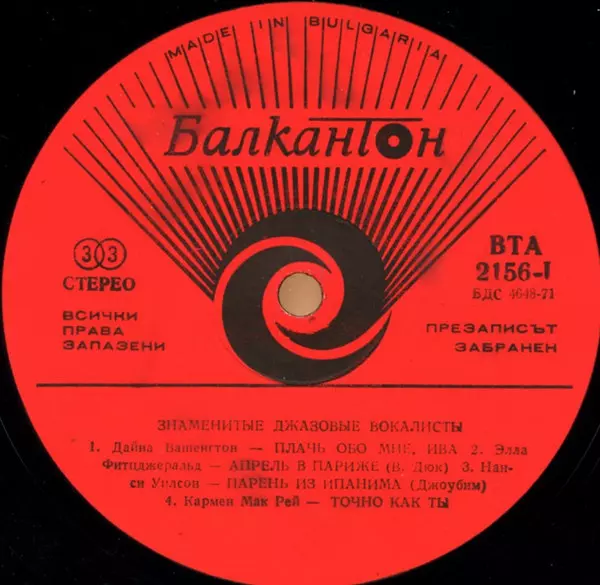 MADE IN BULGARIA
Балкантон
33
СТЕРЕО
ВСИЧКИ
ПРАВА
ЗАПАЗЕНИ
ВТА
2156-I
БДС 4648-71
ПРЕЗАПИСЪТ
ЗАБРАНЕН
ЗНАМЕНИТЫЕ ДЖАЗОВЫЕ ВОКАЛИСТЫ
1. Дайна Вашенгтон — ПЛАЧЬ ОБО МНЕ, ИВА 2. Элла
Фитцджеральд — АПРЕЛЬ В ПАРИЖЕ (В. Дюк) 3. Нан-
си Уилсон — ПАРЕНЬ ИЗ ИПАНИМА (Джоубим)
4. Кармен Мак Рей — ТОЧНО КАК ТЫ